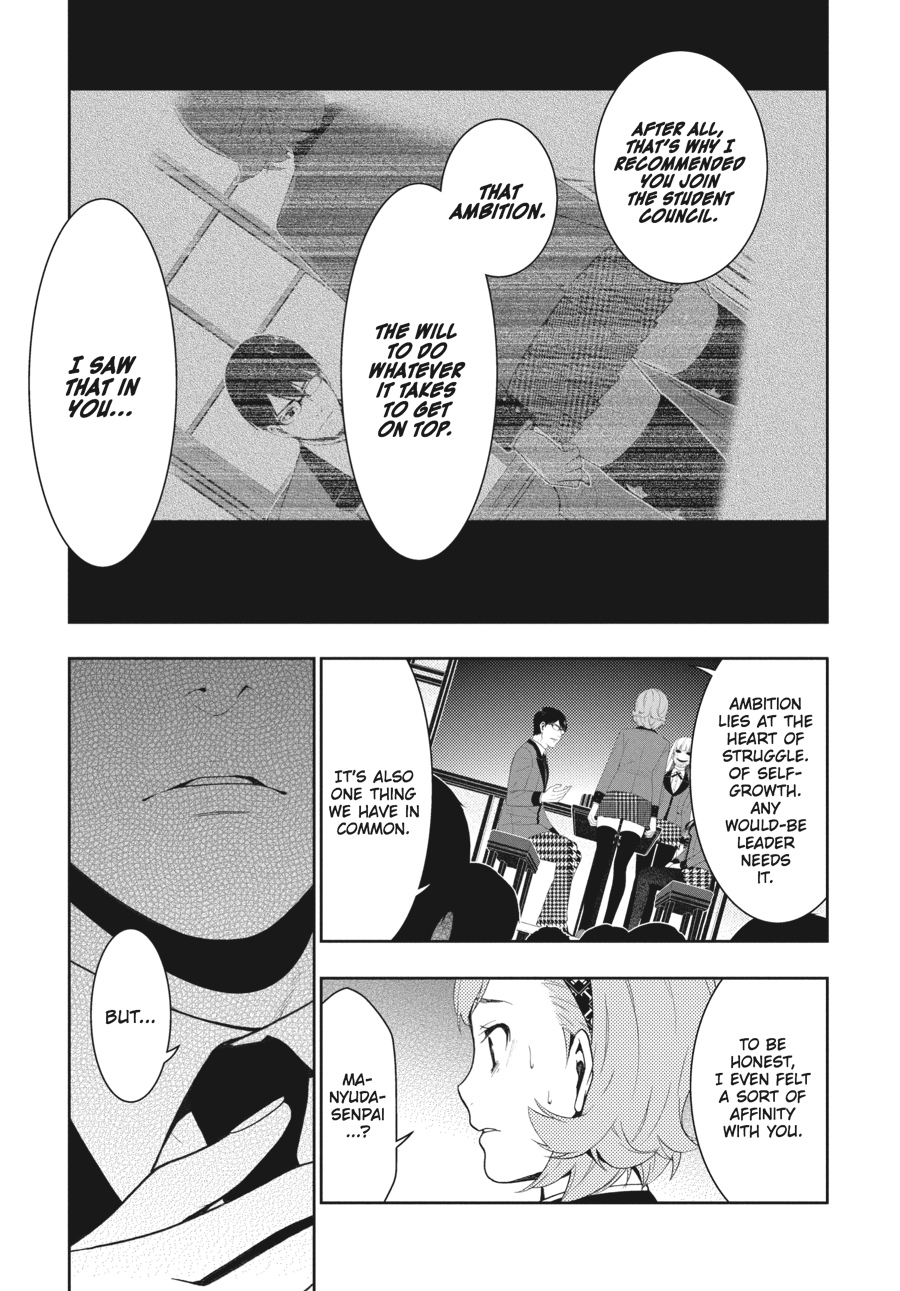 AFTER ALL,
THAT'S WHY I
RECOMMENDED
YOU JOIN
THE STUDENT
COUNCIL.
THAT
AMBITION.
THE WILL
TO DO
WHATEVER
IT TAKES
TO GET
ON TOP.
I SAW
THAT IN
YOU...
AMBITION
LIES AT THE
HEART OF
STRUGGLE.
OF SELF-
GROWTH.
ANY
WOULD-BE
LEADER
NEEDS
IT.
IT'S ALSO
ONE THING
WE HAVE IN
COMMON.
TO BE
HONEST,
I EVEN FELT
A SORT OF
AFFINITY
WITH YOU.
MA-
NYUDA-
SENPAI
...?
BUT...